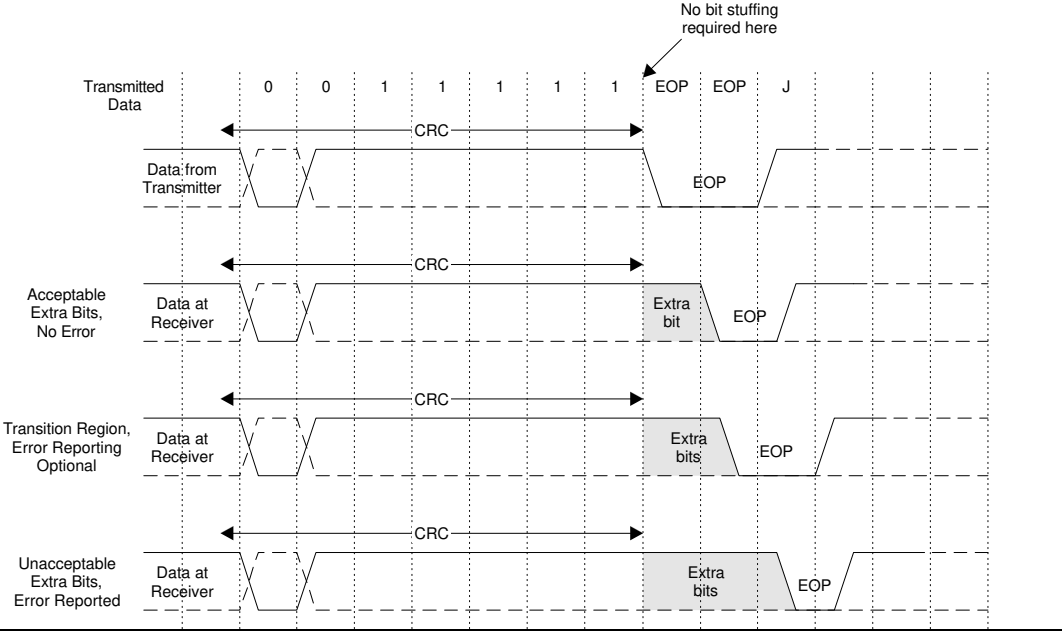 No bit stuffing
required here
Transmitted
Data
0 0 1 1 1 1 1 EOP EOP J
CRC
Data from
Transmitter
EOP
CRC
Acceptable
Extra Bits,
No Error
Data at
Receiver
Extra
bit
EOP
CRC
Transition Region,
Error Reporting
Optional
Data at
Receiver
Extra
bits
EOP
CRC
Unacceptable
Extra Bits,
Error Reported
Data at
Receiver
Extra
bits
EOP